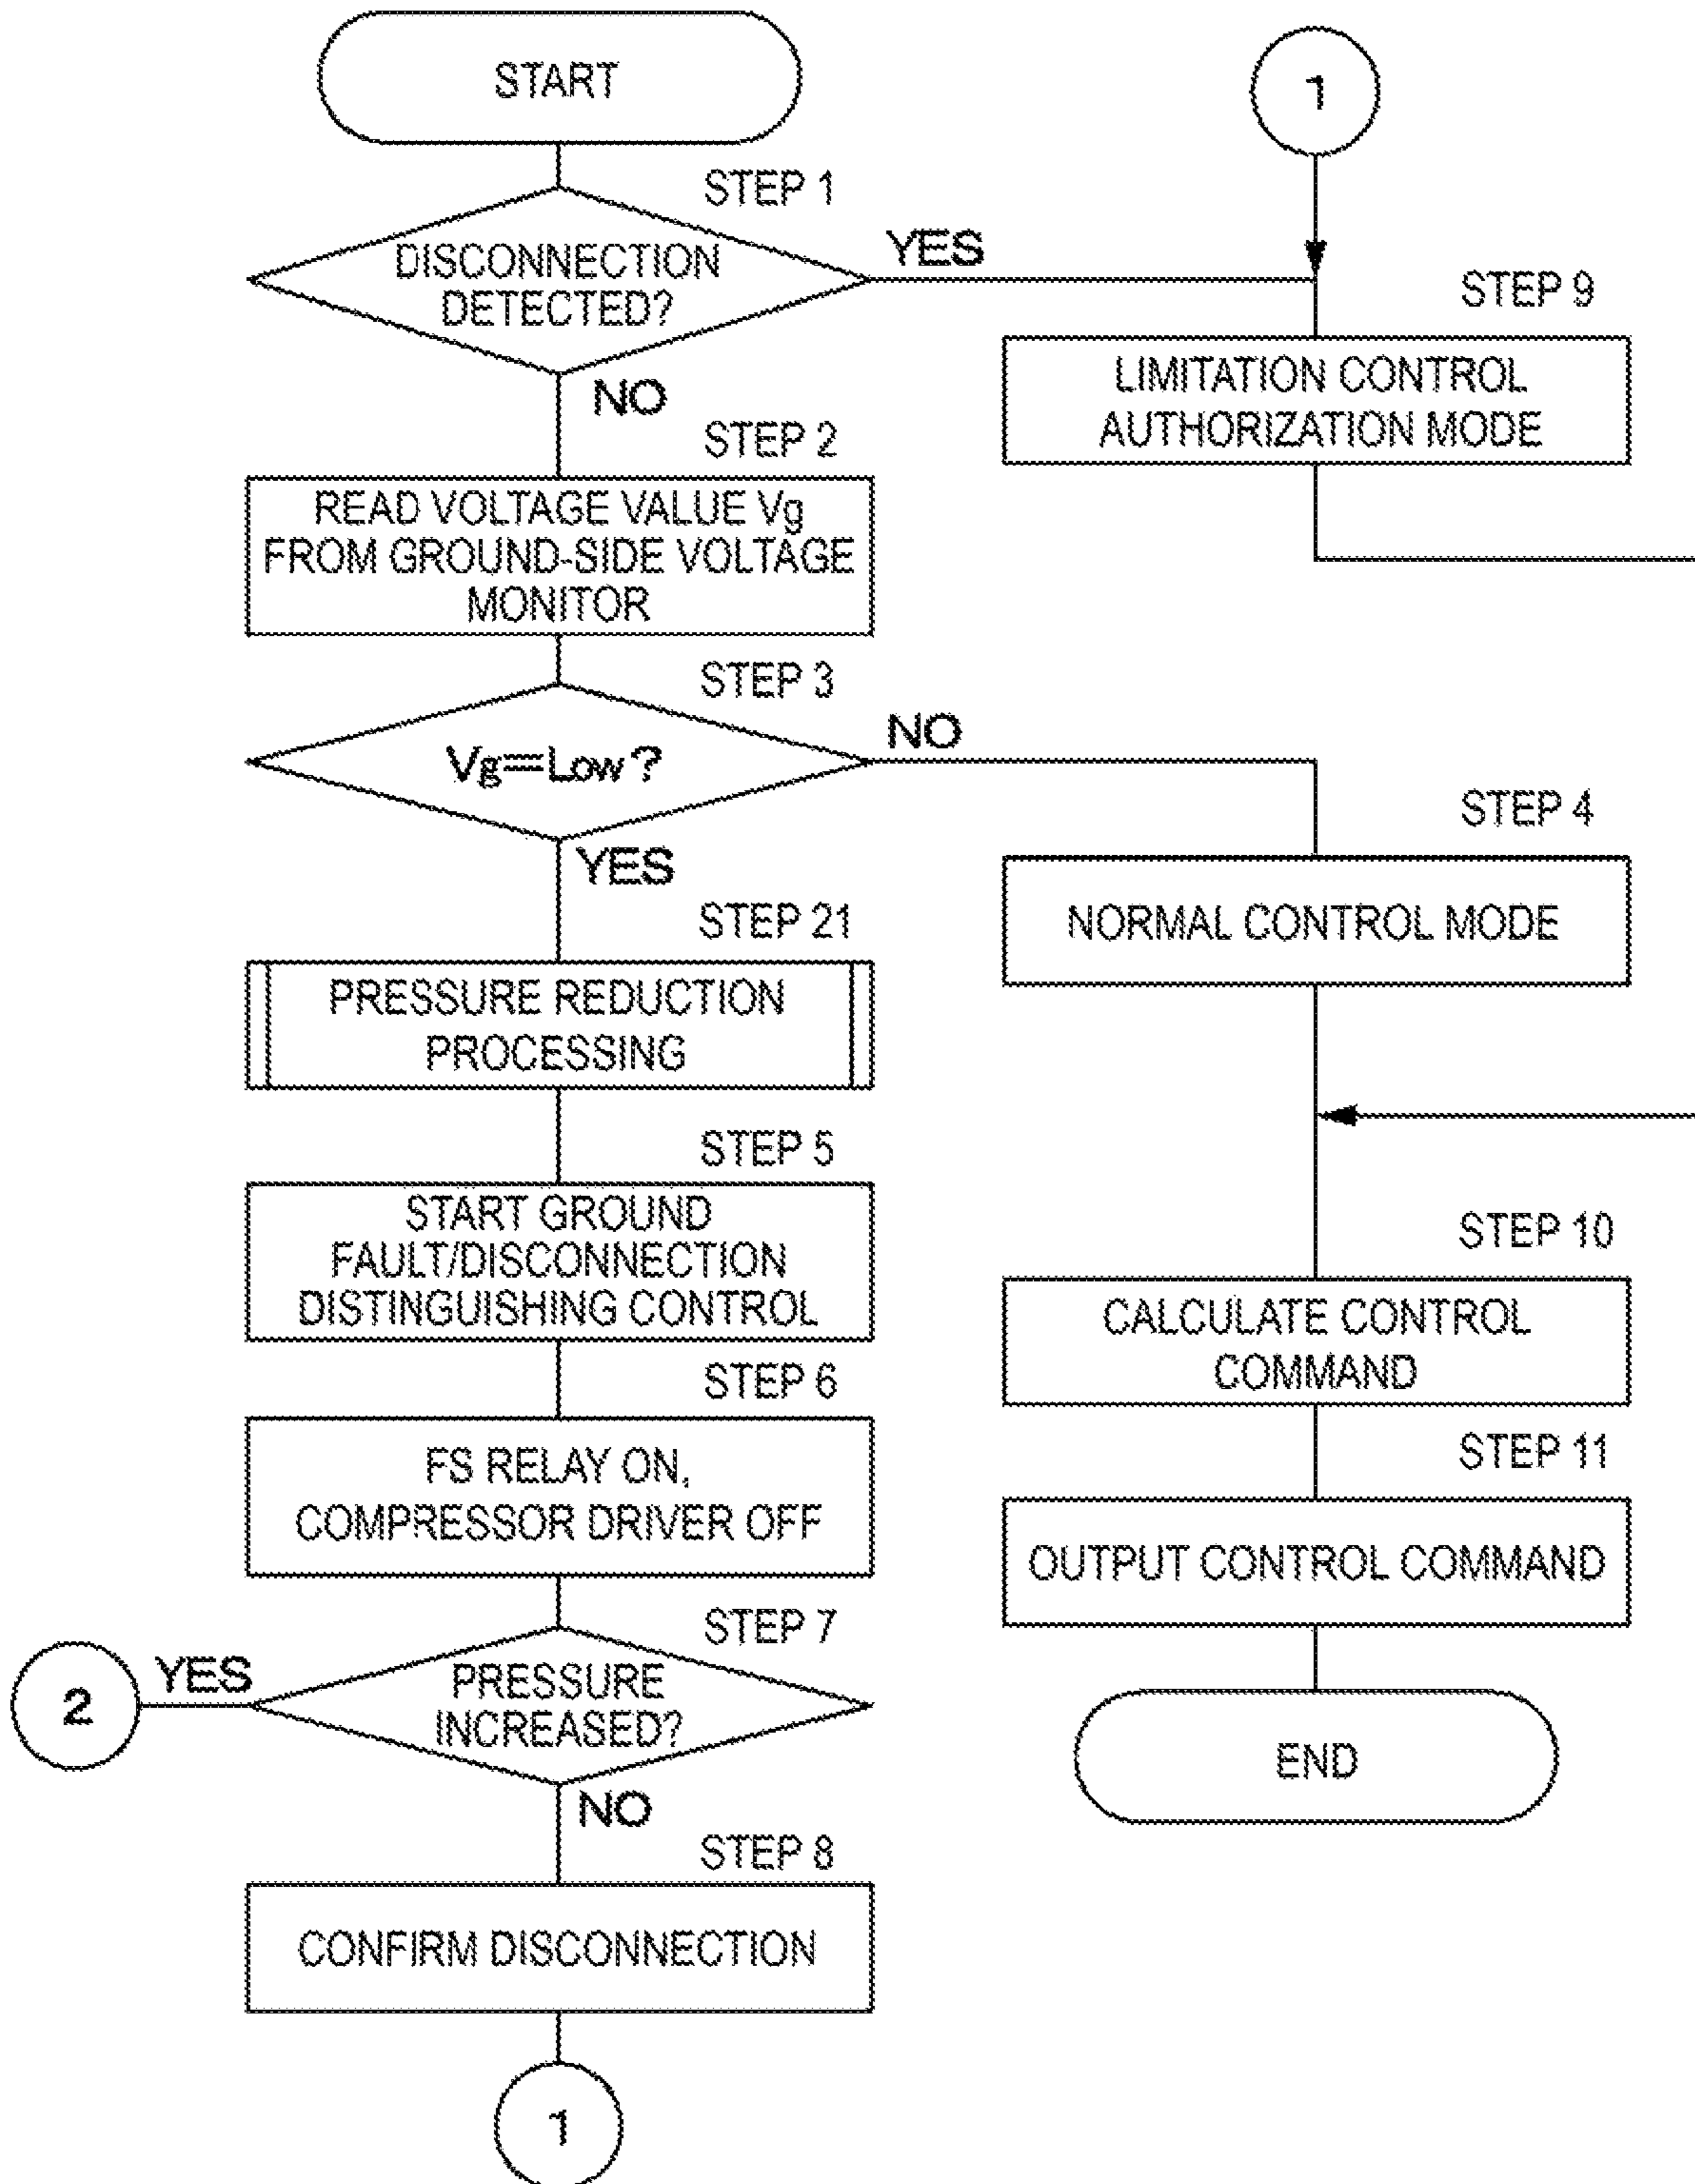 START
STEP 1
DISCONNECTION
DETECTED?
YES
NO
STEP 2
READ VOLTAGE VALUE Vg
FROM GROUND-SIDE VOLTAGE
MONITOR
STEP 3
Vg=Low?
NO
YES
STEP 21
PRESSURE REDUCTION
PROCESSING
STEP 5
START GROUND
FAULT/DISCONNECTION
DISTINGUISHING CONTROL
STEP 6
FS RELAY ON,
COMPRESSOR DRIVER OFF
STEP 7
PRESSURE
INCREASED?
YES
2
NO
STEP 8
CONFIRM DISCONNECTION
1
1
STEP 9
LIMITATION CONTROL
AUTHORIZATION MODE
STEP 4
NORMAL CONTROL MODE
STEP 10
CALCULATE CONTROL
COMMAND
STEP 11
OUTPUT CONTROL COMMAND
END